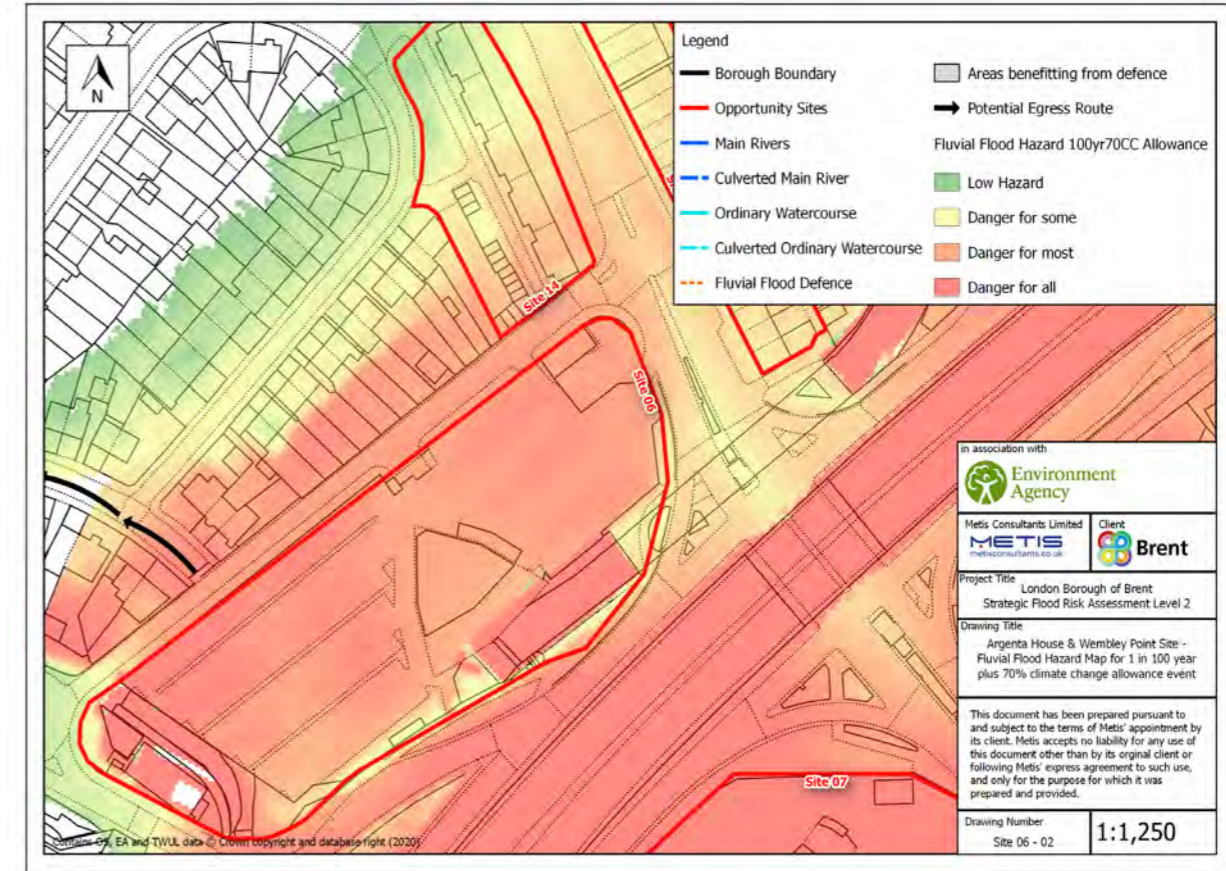 N
Legend
Borough Boundary
Opportunity Sites
Main Rivers
Culverted Main River
Ordinary Watercourse
Culverted Ordinary Watercourse
Fluvial Flood Defence
Areas benefitting from defence
Potential Egress Route
Fluvial Flood Hazard 100yr70CC Allowance
Low Hazard
Danger for some
Danger for most
Danger for all
Site 14
Site 06
Site 07
in association with
Environment
Agency
Metis Consultants Limited
METIS
metisconsultants.co.uk
Client
Brent
Project Title
London Borough of Brent
Strategic Flood Risk Assessment Level 2
Drawing Title
Argenta House & Wembley Point Site -
Fluvial Flood Hazard Map for 1 in 100 year
plus 70% climate change allowance event
This document has been prepared pursuant to
and subject to the terms of Metis' appointment by
its client. Metis accepts no liability for any use of
this document other than by its orginal client or
following Metis' express agreement to such use,
and only for the purpose for which it was
prepared and provided.
Drawing Number
Site 06 - 02
1:1,250
Contains OS, EA and TWUL data © Crown copyright and database right (2020)